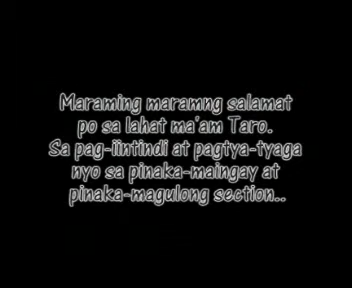 Maraming maramng salamat
po sa lahat ma'am Taro.
Sa pag-iintindi at pagtya-tyaga
nyo sa pinaka-maingay at
pinaka-magulong section..